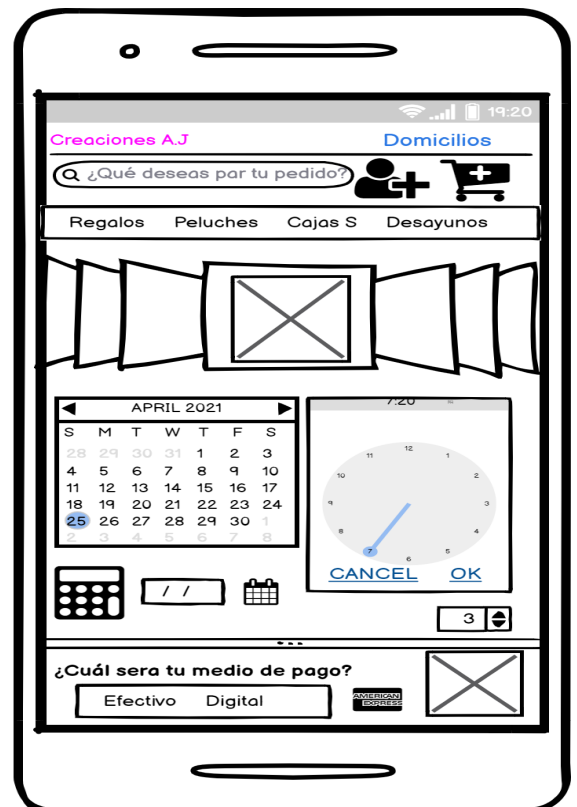 19:20
Creaciones A.J Domicilios
¿Qué deseas par tu pedido?
Regalos Peluches Cajas S Desayunos
APRIL 2021
S M T W T F S
28 29 30 31 1 2 3
4 5 6 7 8 9 10
11 12 13 14 15 16 17
18 19 20 21 22 23 24
25 26 27 28 29 30 1
2 3 4 5 6 7 8
7:20
12
11 1
10 2
9 3
8 4
7 5
6
CANCEL OK
/ /
3
¿Cuál sera tu medio de pago?
Efectivo Digital
AMERICAN
EXPRESS